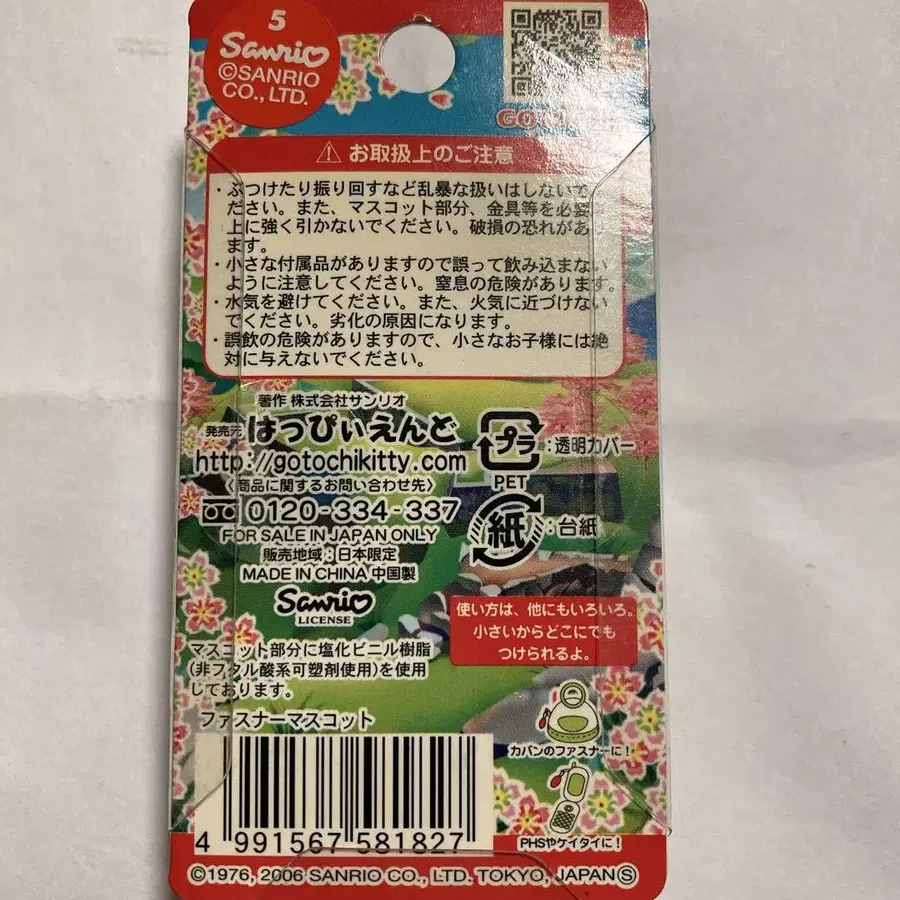 5
Sanrio
©SANRIO
CO., LTD.
⚠ お取扱上のご注意
・ぶつけたり振り回すなど乱暴な扱いはしないで
ださい。また、マスコット部分、金具等を必要
上に強く引かないでください。破損の恐れがあり
ます。
・小さな付属品がありますので誤って飲み込まない
ように注意してください。窒息の危険があります。
・水気を避けてください。また、火気に近づけない
でください。劣化の原因になります。
・誤飲の危険がありますので、小さなお子様には絶
対に与えないでください。
著作 株式会社サンリオ
発売元 はっぴぃえんど
http://gotochikitty.com
〈商品に関するお問い合わせ先〉
0120-334-337
FOR SALE IN JAPAN ONLY
販売地域:日本限定
MADE IN CHINA 中国製
Sanrio
LICENSE
プラ :透明カバー
PET
紙 :台紙
使い方は、他にもいろいろ。
小さいからどこにでも
つけられるよ。
マスコット部分に塩化ビニル樹脂
(非フタル酸系可塑剤使用)を使用
しております。
ファスナーマスコット
カバンのファスナーに!
PHSやケイタイに!
4 991567 581827
©1976, 2006 SANRIO CO., LTD. TOKYO, JAPAN Ⓢ